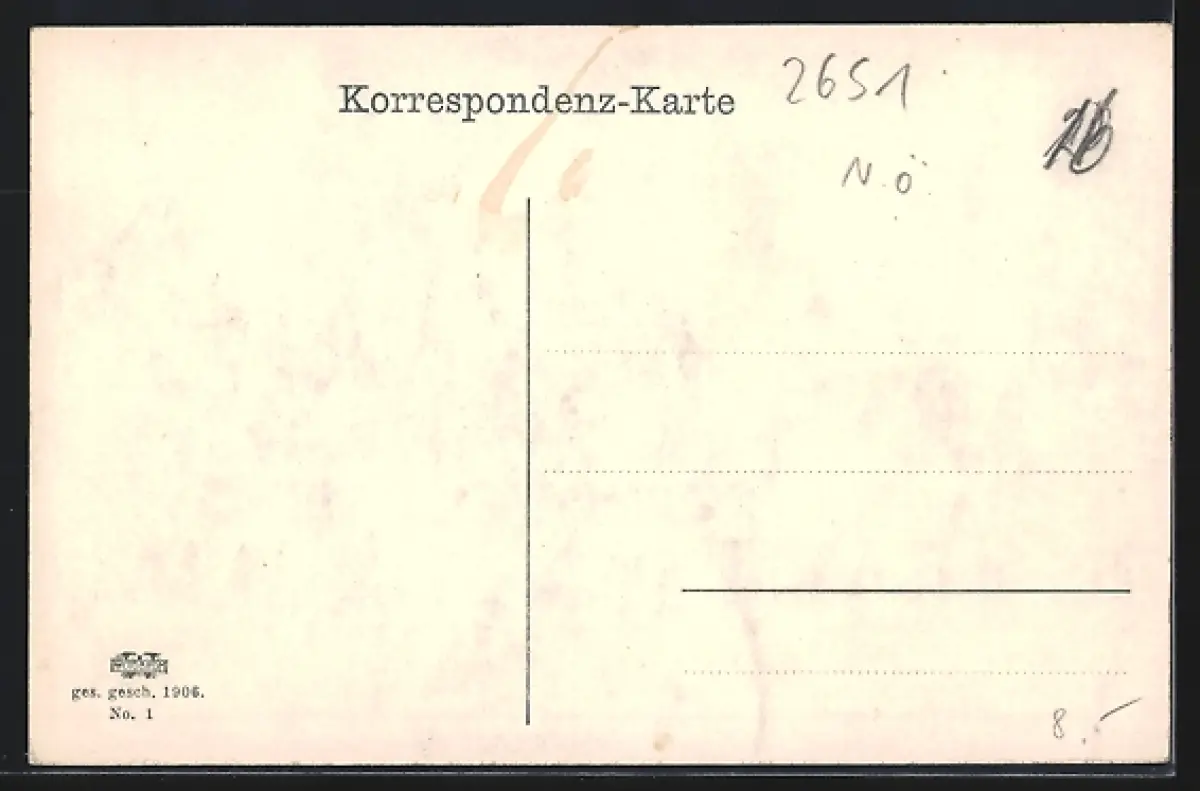 Korrespondenz-Karte
2651
N.Ö.
ges. gesch. 1906.
No. 1
8.-